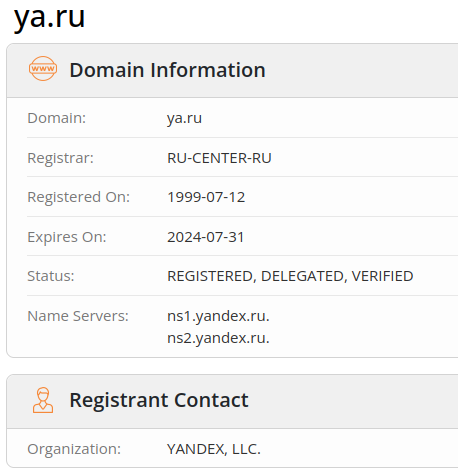 ya.ru
www
Domain Information
Domain: ya.ru
Registrar: RU-CENTER-RU
Registered On: 1999-07-12
Expires On: 2024-07-31
Status: REGISTERED, DELEGATED, VERIFIED
Name Servers: ns1.yandex.ru.
ns2.yandex.ru.
Registrant Contact
Organization: YANDEX, LLC.